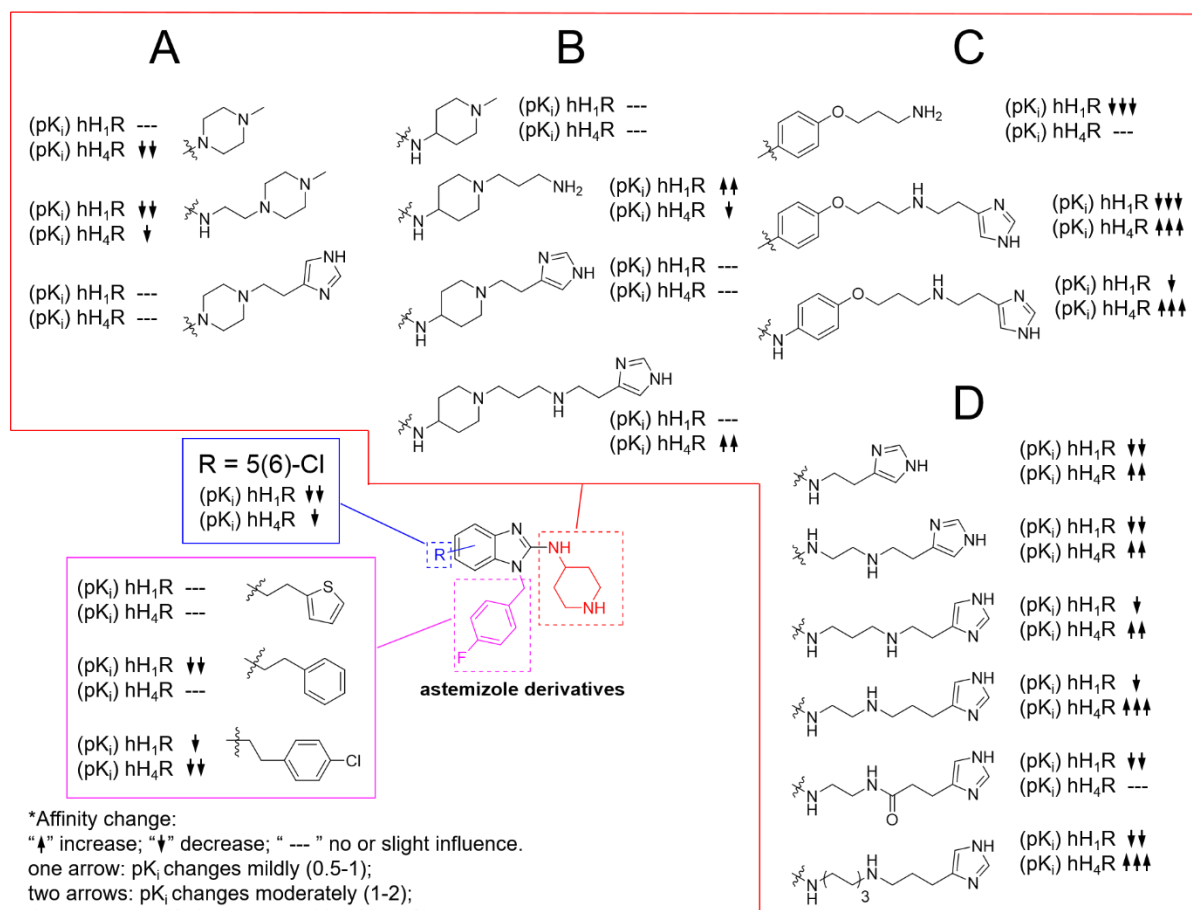 A
(pKi) hH1R ---
(pKi) hH4R ↓↓
N
N
(pKi) hH1R ↓↓
(pKi) hH4R ↓
N
H
N
N
(pKi) hH1R ---
(pKi) hH4R ---
N
N
N
NH
B
(pKi) hH1R ---
(pKi) hH4R ---
N
N
H
(pKi) hH1R ↑↑
(pKi) hH4R ↓
N
NH2
N
H
(pKi) hH1R ---
(pKi) hH4R ---
N
NH
N
N
H
(pKi) hH1R ---
(pKi) hH4R ↑↑
N
N
H
N
NH
N
H
C
(pKi) hH1R ↓↓↓
(pKi) hH4R ---
O
NH2
(pKi) hH1R ↓↓↓
(pKi) hH4R ↑↑↑
O
H
N
N
NH
(pKi) hH1R ↓
(pKi) hH4R ↑↑↑
O
H
N
N
NH
N
H
D
(pKi) hH1R ↓↓
(pKi) hH4R ↑↑
N
H
N
NH
(pKi) hH1R ↓↓
(pKi) hH4R ↑↑
H
N
N
H
N
NH
(pKi) hH1R ↓
(pKi) hH4R ↑↑
N
H
N
H
NH
N
(pKi) hH1R ↓
(pKi) hH4R ↑↑↑
N
H
H
N
NH
N
(pKi) hH1R ↓↓
(pKi) hH4R ---
N
H
H
N
O
NH
N
(pKi) hH1R ↓↓
(pKi) hH4R ↑↑↑
N
H
( )3
H
N
NH
N
R = 5(6)-Cl
(pKi) hH1R ↓↓
(pKi) hH4R ↓
R
N
N
NH
NH
F
astemizole derivatives
(pKi) hH1R ---
(pKi) hH4R ---
S
(pKi) hH1R ↓↓
(pKi) hH4R ---
(pKi) hH1R ↓
(pKi) hH4R ↓↓
Cl
*Affinity change:
"↑" increase; "↓" decrease; " --- " no or slight influence.
one arrow: pKi changes mildly (0.5-1);
two arrows: pKi changes moderately (1-2);